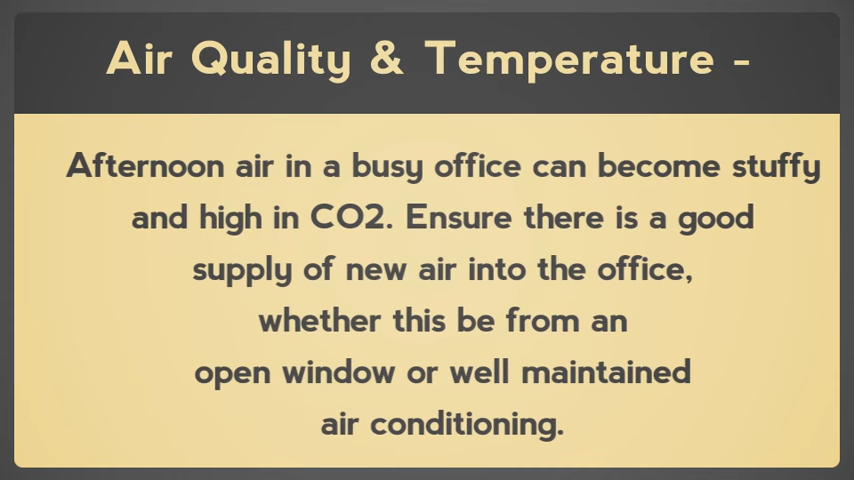 Air Quality & Temperature -
Afternoon air in a busy office can become stuffy
and high in CO2. Ensure there is a good
supply of new air into the office,
whether this be from an
open window or well maintained
air conditioning.